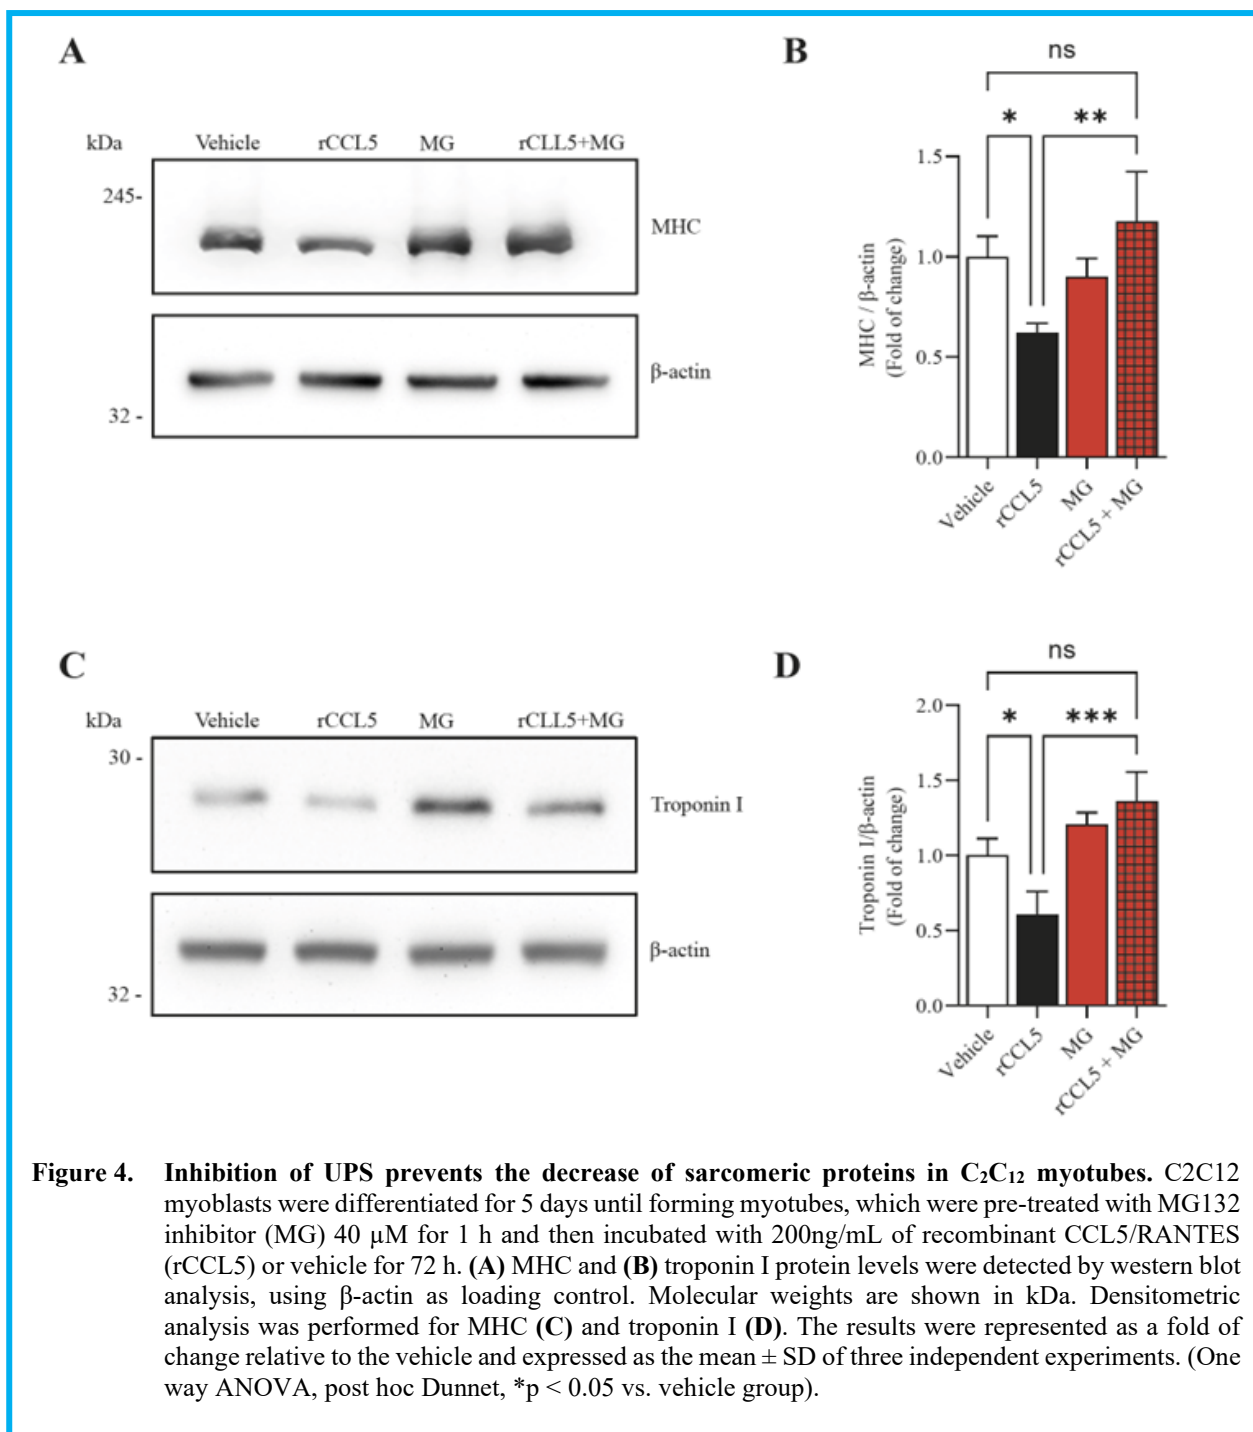 A
kDa Vehicle rCCL5 MG rCLL5+MG
245-
MHC
β-actin
32 -
B
ns
* **
1.5
1.0
0.5
0.0
MHC / β-actin
(Fold of change)
Vehicle
rCCL5
MG
rCCL5 + MG
C
kDa Vehicle rCCL5 MG rCLL5+MG
30 -
Troponin I
β-actin
32 -
D
ns
* ***
2.0
1.5
1.0
0.5
0.0
Troponin I/β-actin
(Fold of change)
Vehicle
rCCL5
MG
rCCL5 + MG
Figure 4. Inhibition of UPS prevents the decrease of sarcomeric proteins in C₂C₁₂ myotubes. C2C12
myoblasts were differentiated for 5 days until forming myotubes, which were pre-treated with MG132
inhibitor (MG) 40 µM for 1 h and then incubated with 200ng/mL of recombinant CCL5/RANTES
(rCCL5) or vehicle for 72 h. (A) MHC and (B) troponin I protein levels were detected by western blot
analysis, using β-actin as loading control. Molecular weights are shown in kDa. Densitometric
analysis was performed for MHC (C) and troponin I (D). The results were represented as a fold of
change relative to the vehicle and expressed as the mean ± SD of three independent experiments. (One
way ANOVA, post hoc Dunnet, *p < 0.05 vs. vehicle group).